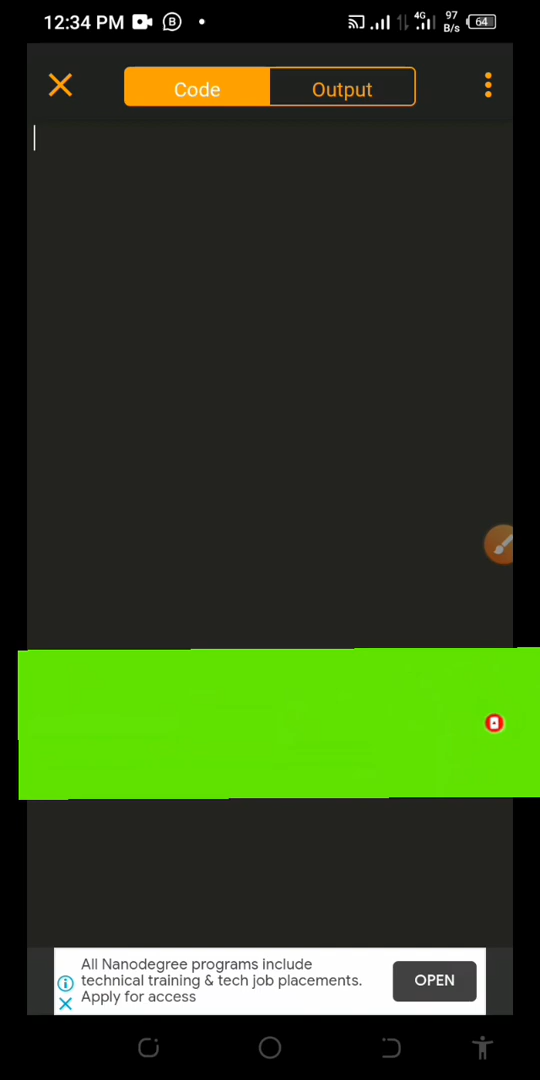 12:34 PM B 4G 97 B/s 64
Code Output
All Nanodegree programs include
technical training & tech job placements.
Apply for access
OPEN